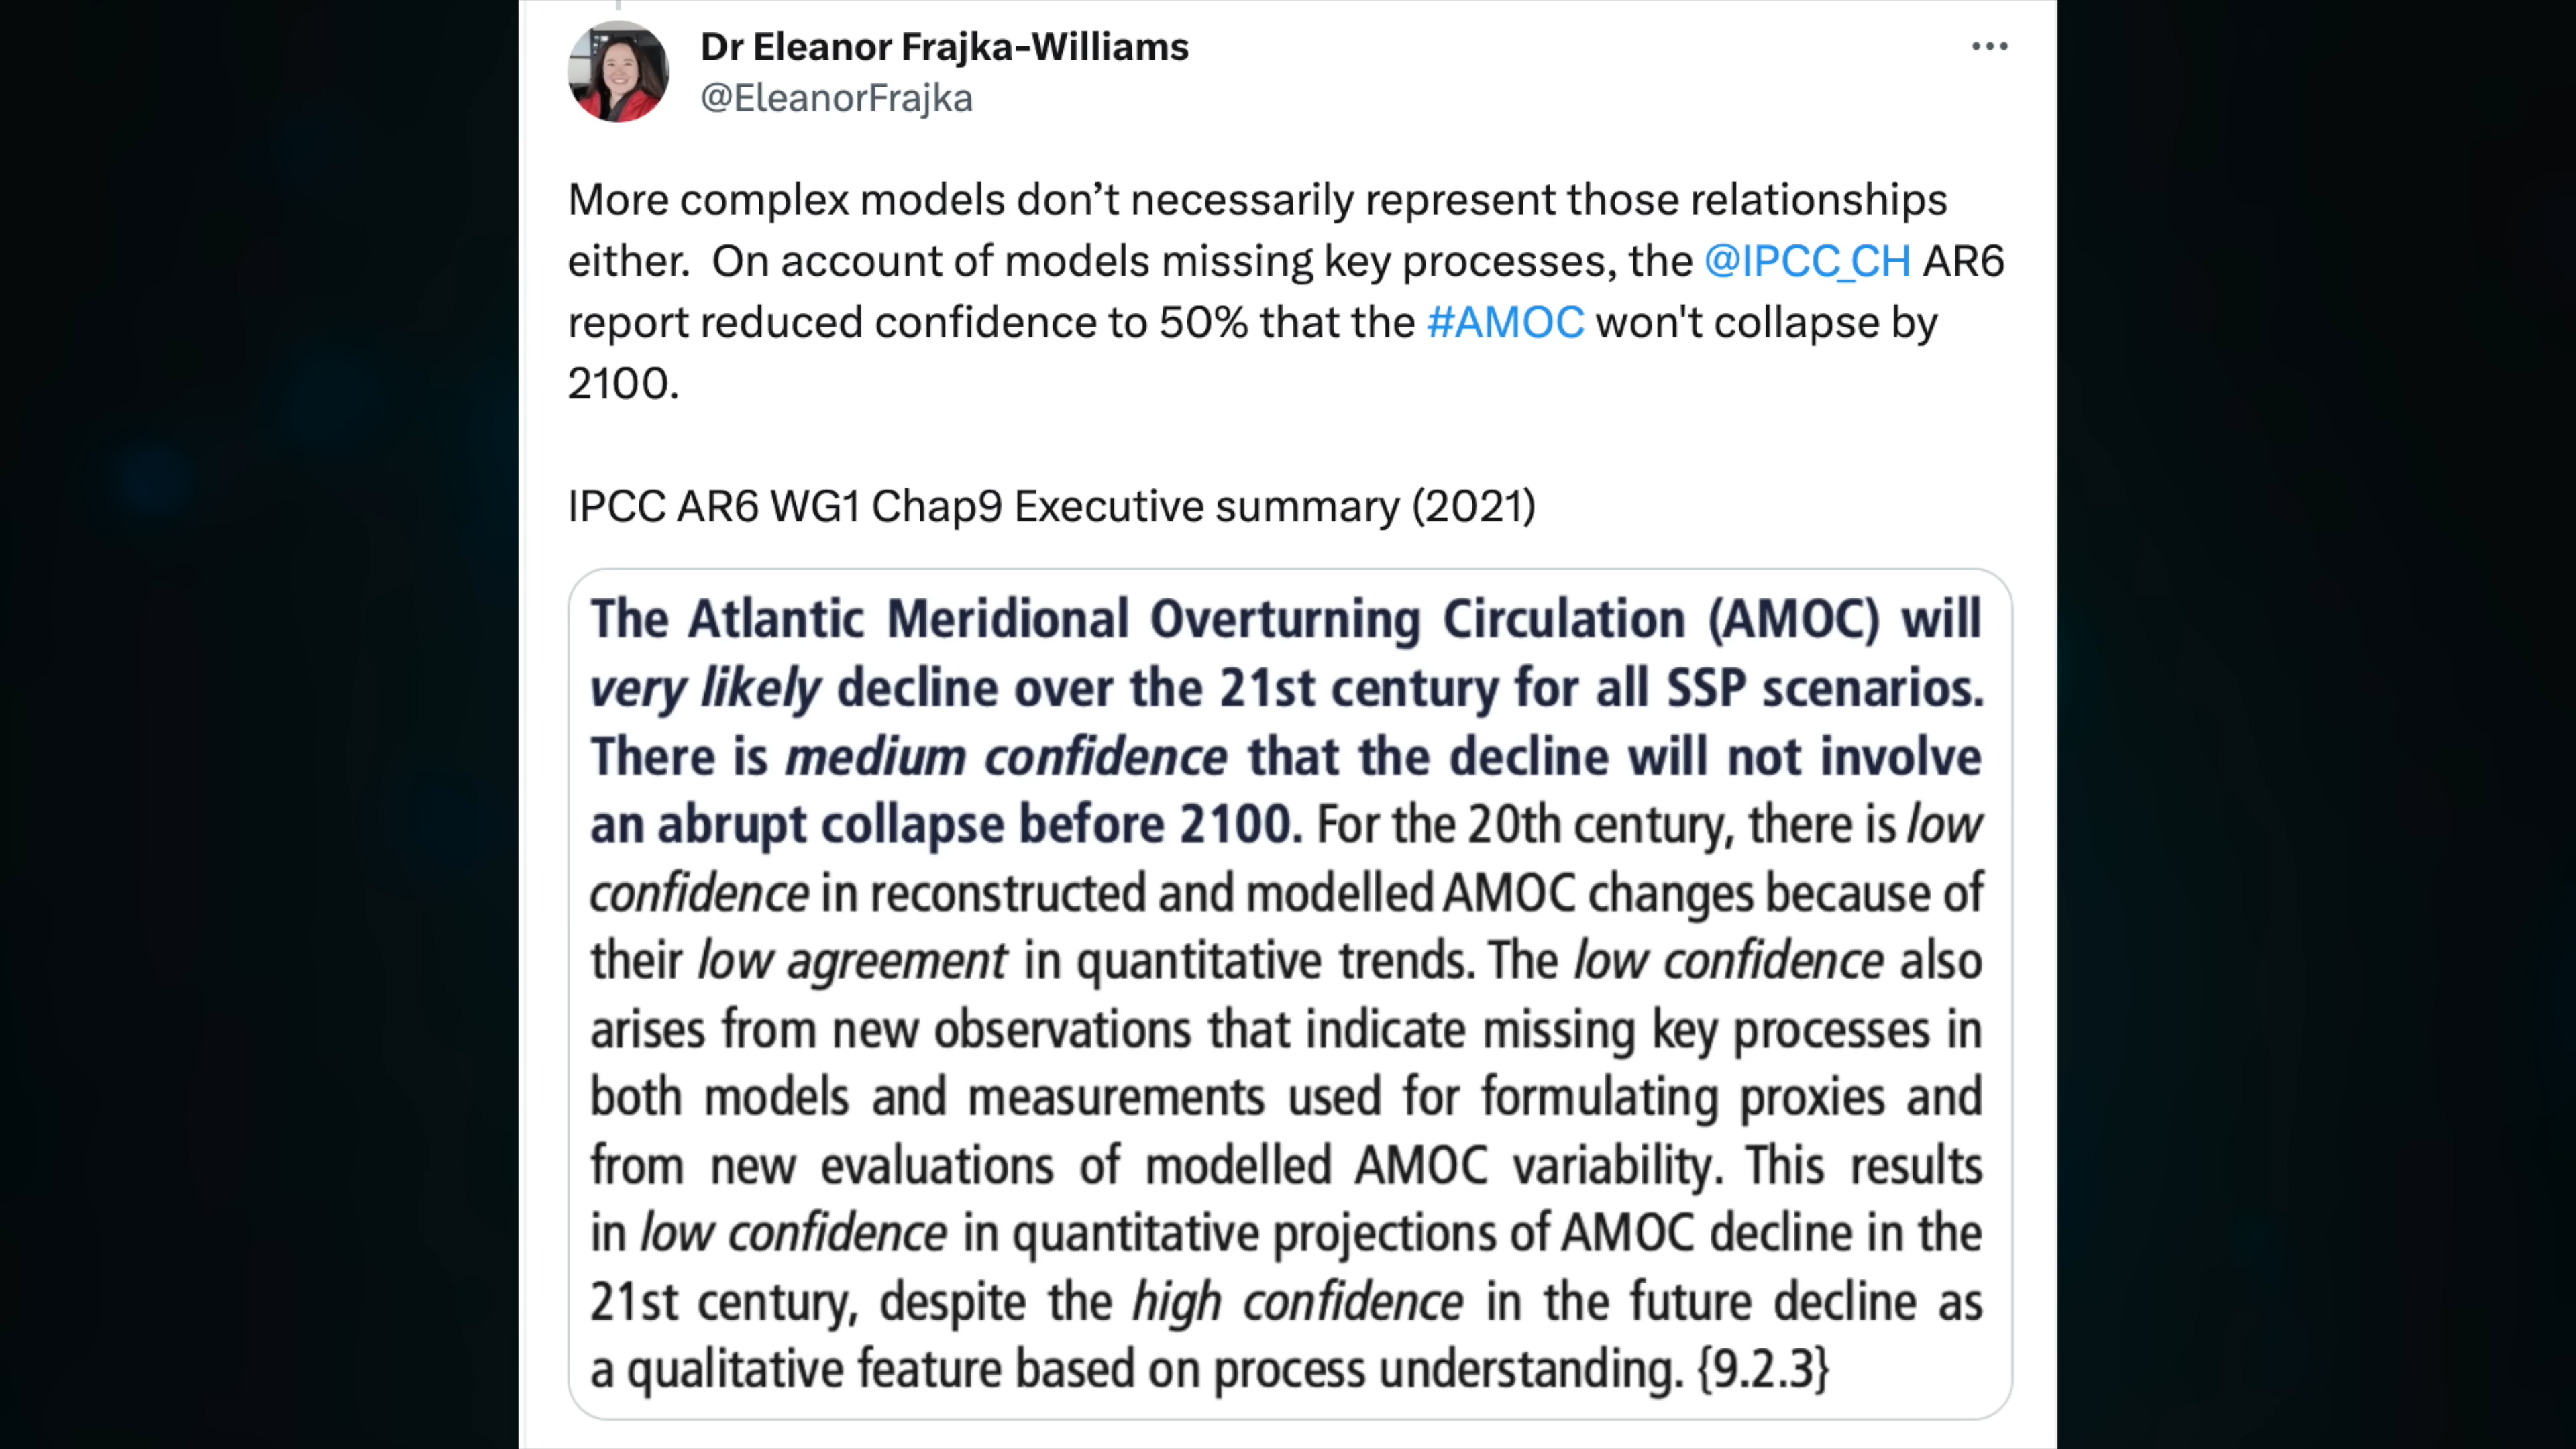 Dr Eleanor Frajka-Williams
@EleanorFrajka
More complex models don’t necessarily represent those relationships
either.  On account of models missing key processes, the @IPCC_CH AR6
report reduced confidence to 50% that the #AMOC won't collapse by
2100.
IPCC AR6 WG1 Chap9 Executive summary (2021)
The Atlantic Meridional Overturning Circulation (AMOC) will
very likely decline over the 21st century for all SSP scenarios.
There is medium confidence that the decline will not involve
an abrupt collapse before 2100. For the 20th century, there is low
confidence in reconstructed and modelled AMOC changes because of
their low agreement in quantitative trends. The low confidence also
arises from new observations that indicate missing key processes in
both models and measurements used for formulating proxies and
from new evaluations of modelled AMOC variability. This results
in low confidence in quantitative projections of AMOC decline in the
21st century, despite the high confidence in the future decline as
a qualitative feature based on process understanding. {9.2.3}